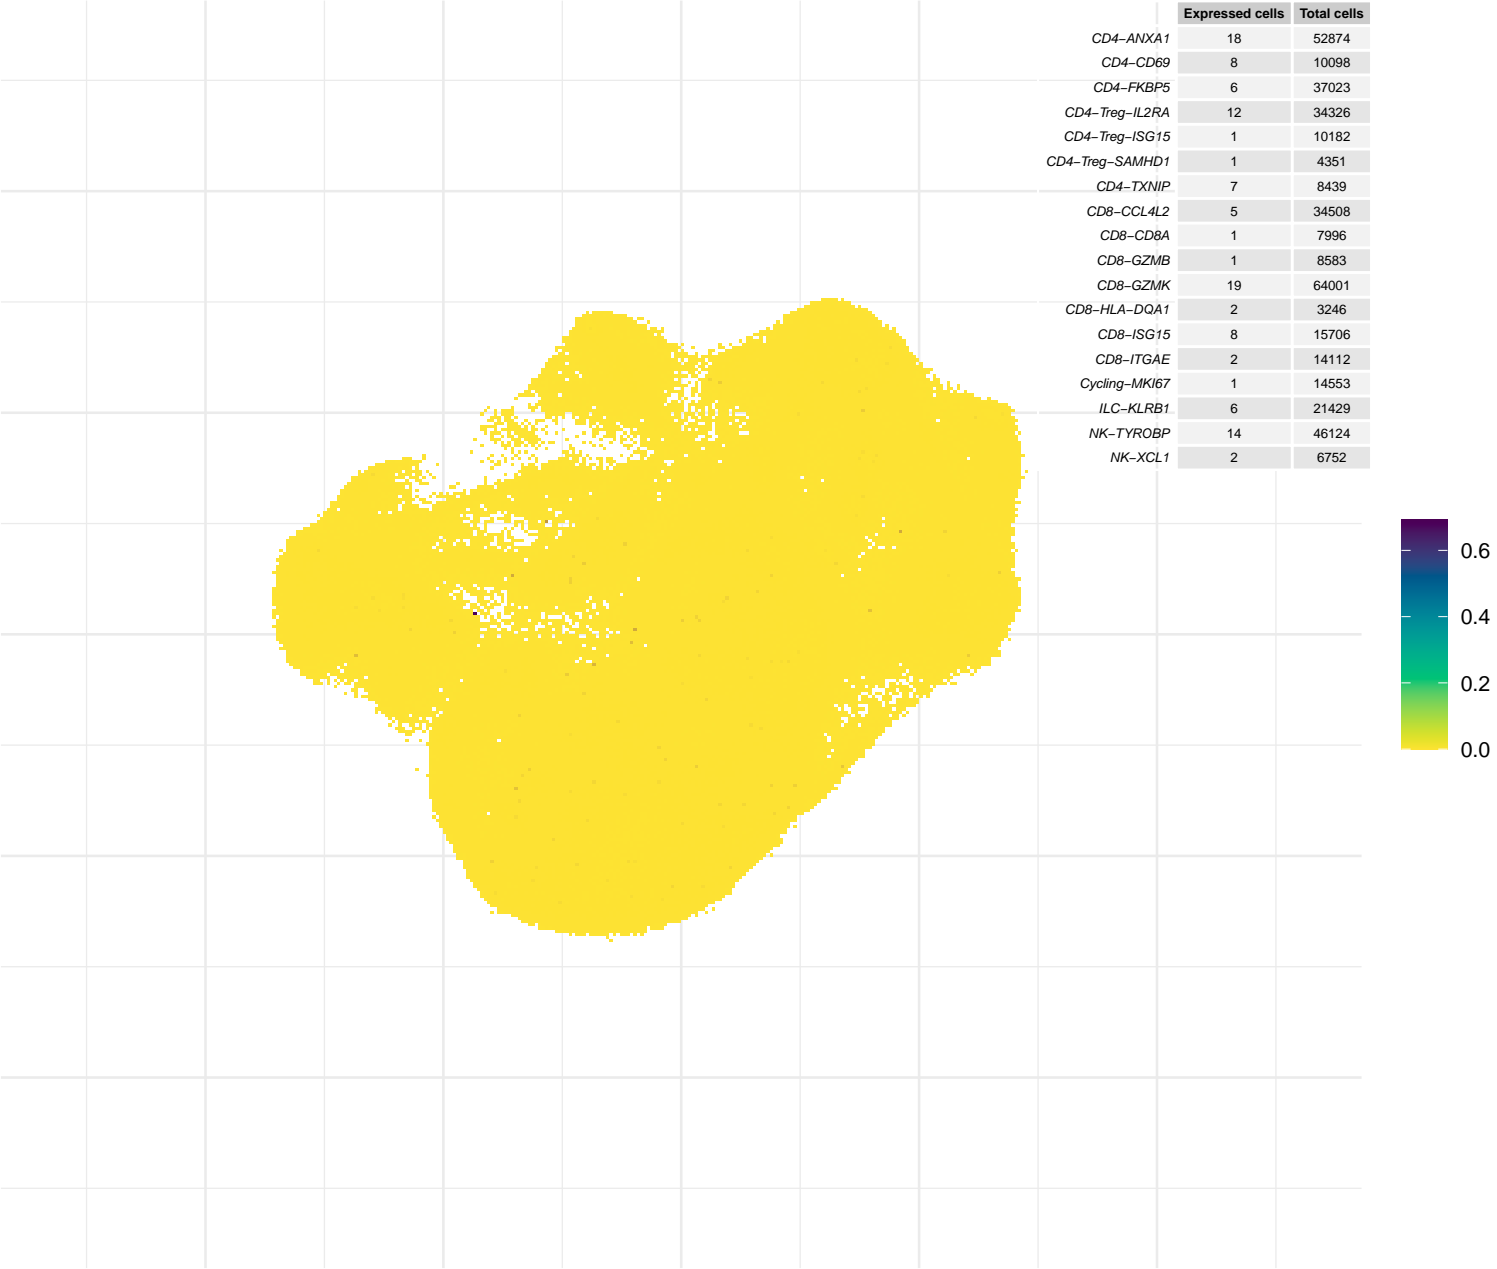 Expressed cells Total cells
CD4−ANXA1 18 52874
CD4−CD69 8 10098
CD4−FKBP5 6 37023
CD4−Treg−IL2RA 12 34326
CD4−Treg−ISG15 1 10182
CD4−Treg−SAMHD1 1 4351
CD4−TXNIP 7 8439
CD8−CCL4L2 5 34508
CD8−CD8A 1 7996
CD8−GZMB 1 8583
CD8−GZMK 19 64001
CD8−HLA−DQA1 2 3246
CD8−ISG15 8 15706
CD8−ITGAE 2 14112
Cycling−MKI67 1 14553
ILC−KLRB1 6 21429
NK−TYROBP 14 46124
NK−XCL1 2 6752
0.6
0.4
0.2
0.0